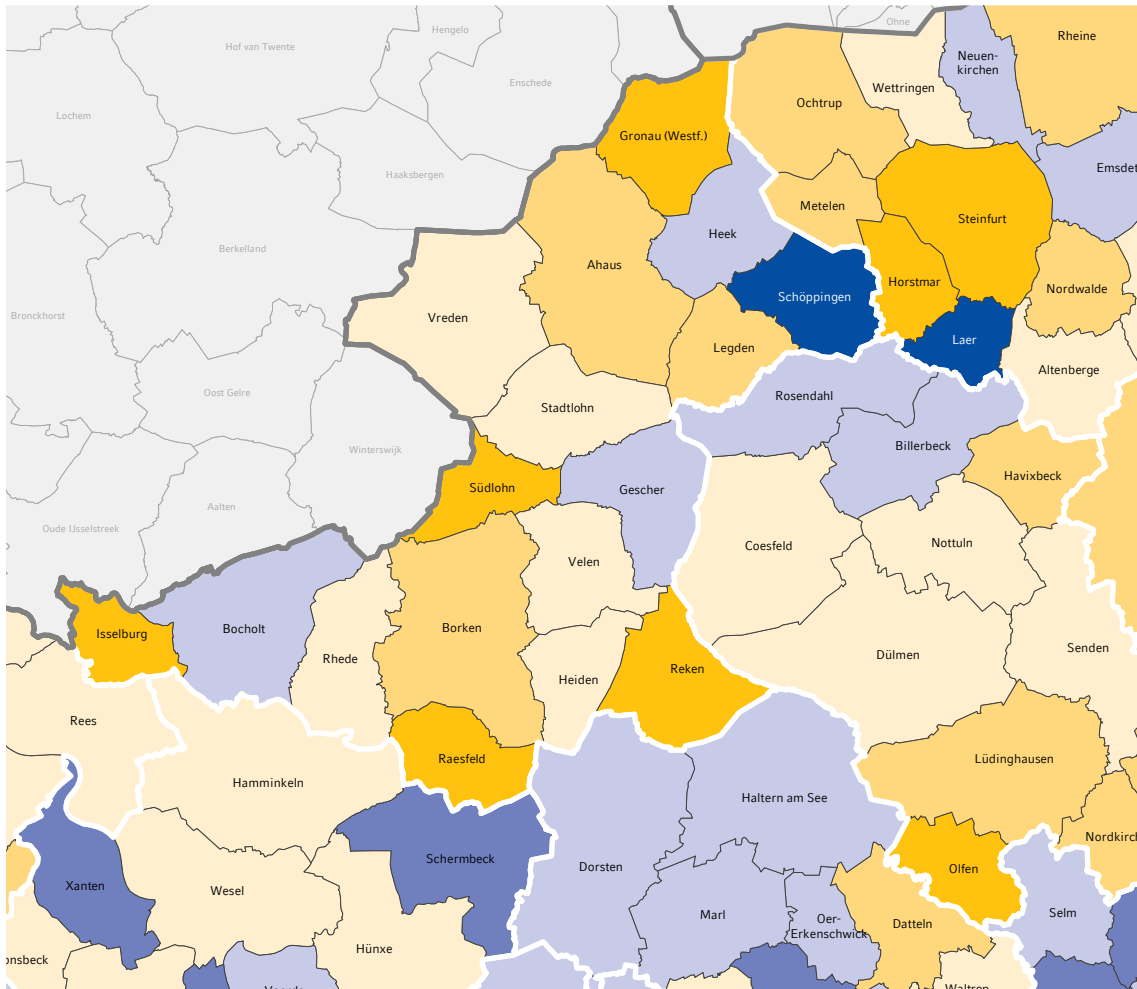 Ohne
Hengelo
Rheine
Hof van Twente
Neuen-
kirchen
Enschede
Wettringen
Ochtrup
Lochem
Gronau (Westf.)
Emsdet
Haaksbergen
Metelen
Steinfurt
Heek
Berkelland
Ahaus
Horstmar
Nordwalde
Schöppingen
Bronckhorst
Vreden
Laer
Legden
Altenberge
Oost Gelre
Rosendahl
Stadtlohn
Billerbeck
Winterswijk
Havixbeck
Südlohn
Gescher
Aalten
Oude IJsselstreek
Nottuln
Coesfeld
Velen
Bocholt
Borken
Isselburg
Senden
Dülmen
Rhede
Reken
Heiden
Rees
Raesfeld
Lüdinghausen
Hamminkeln
Haltern am See
Nordkirch
Schermbeck
Dorsten
Olfen
Xanten
Wesel
Marl
Selm
Oer-
Erkenschwick
Datteln
Hünxe
onsbeck
Voerde
Waltrop